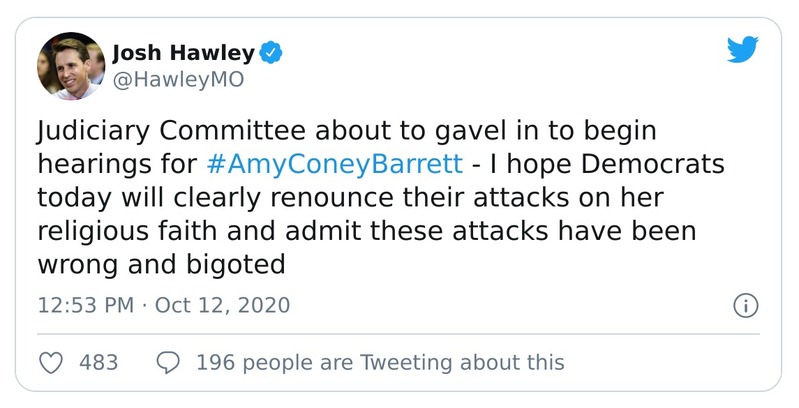 Josh Hawley
@HawleyMO
Judiciary Committee about to gavel in to begin
hearings for #AmyConeyBarrett - I hope Democrats
today will clearly renounce their attacks on her
religious faith and admit these attacks have been
wrong and bigoted
12:53 PM · Oct 12, 2020
483
196 people are Tweeting about this